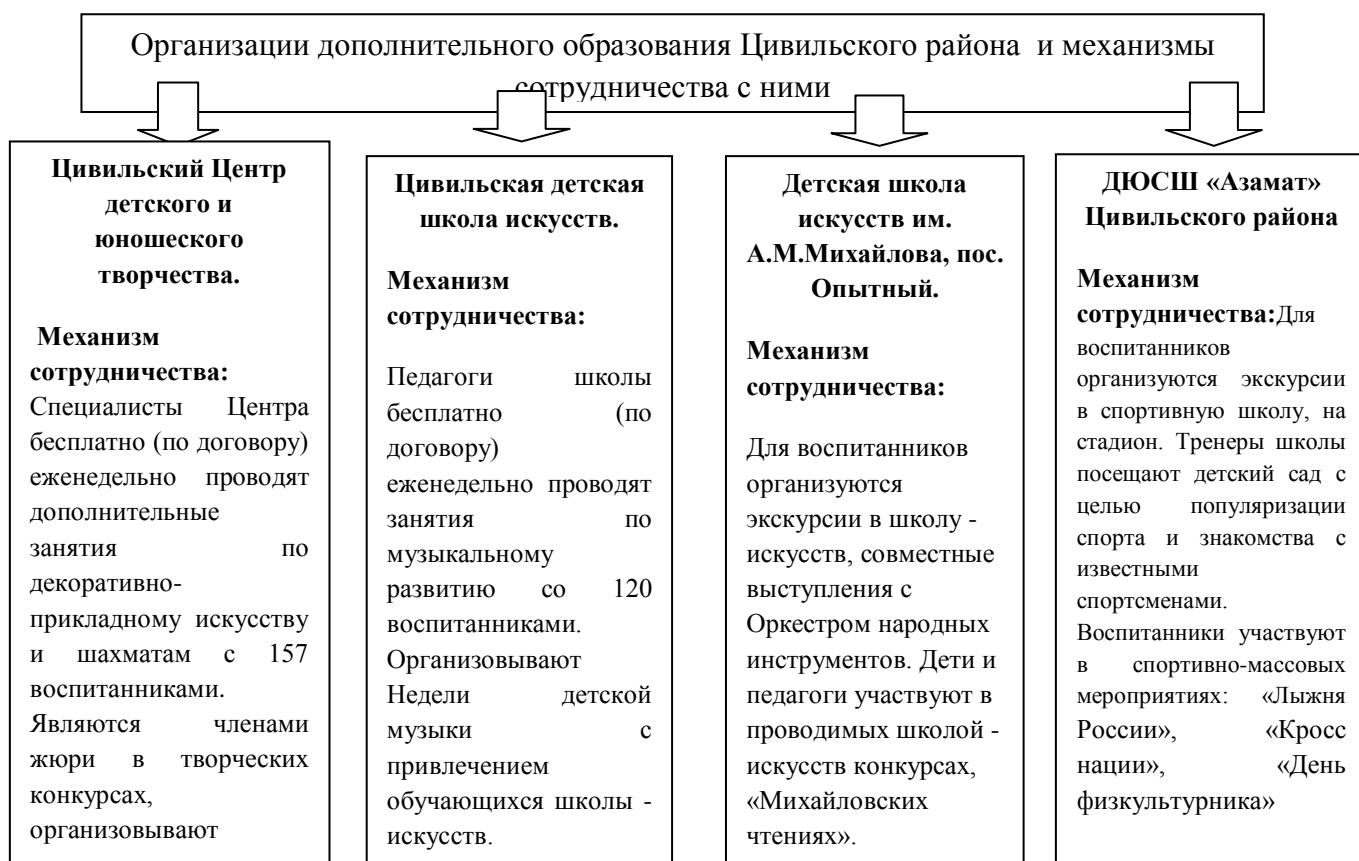 Организации дополнительного образования Цивильского района и механизмы
сотрудничества с ними
Цивильский Центр
детского и
юношеского
творчества.
Механизм
сотрудничества:
Специалисты Центра
бесплатно (по договору)
еженедельно проводят
дополнительные
занятия по
декоративно-
прикладному искусству
и шахматам с 157
воспитанниками.
Являются членами
жюри в творческих
конкурсах,
организовывают
Цивильская детская
школа искусств.
Механизм
сотрудничества:
Педагоги школы
бесплатно (по
договору)
еженедельно проводят
занятия по
музыкальному
развитию со 120
воспитанниками.
Организовывают
Недели детской
музыки с
привлечением
обучающихся школы -
искусств.
Детская школа
искусств им.
А.М.Михайлова, пос.
Опытный.
Механизм
сотрудничества:
Для воспитанников
организуются
экскурсии в школу -
искусств, совместные
выступления с
Оркестром народных
инструментов. Дети и
педагоги участвуют в
проводимых школой -
искусств конкурсах,
«Михайловских
чтениях».
ДЮСШ «Азамат»
Цивильского района
Механизм
сотрудничества:Для
воспитанников
организуются экскурсии
в спортивную школу, на
стадион. Тренеры школы
посещают детский сад с
целью популяризации
спорта и знакомства с
известными
спортсменами.
Воспитанники участвуют
в спортивно-массовых
мероприятиях: «Лыжня
России», «Кросс
нации», «День
физкультурника»